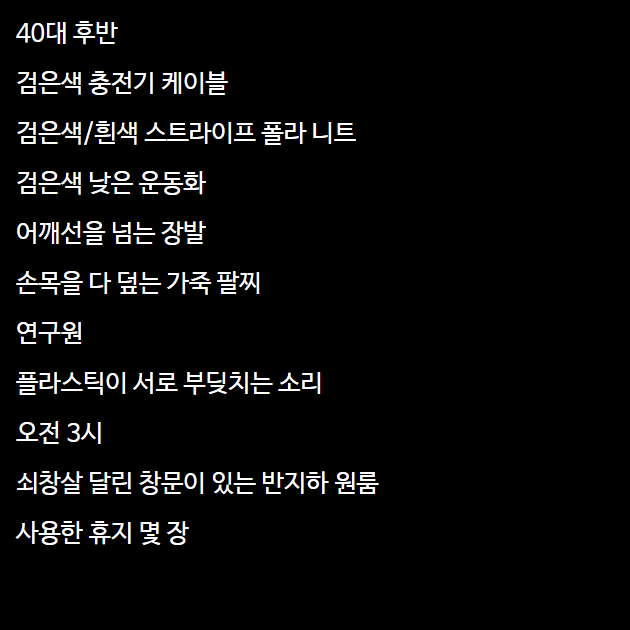 40대 후반
검은색 충전기 케이블
검은색/흰색 스트라이프 폴라 니트
검은색 낮은 운동화
어깨선을 넘는 장발
손목을 다 덮는 가죽 팔찌
연구원
플라스틱이 서로 부딪치는 소리
오전 3시
쇠창살 달린 창문이 있는 반지하 원룸
사용한 휴지 몇 장